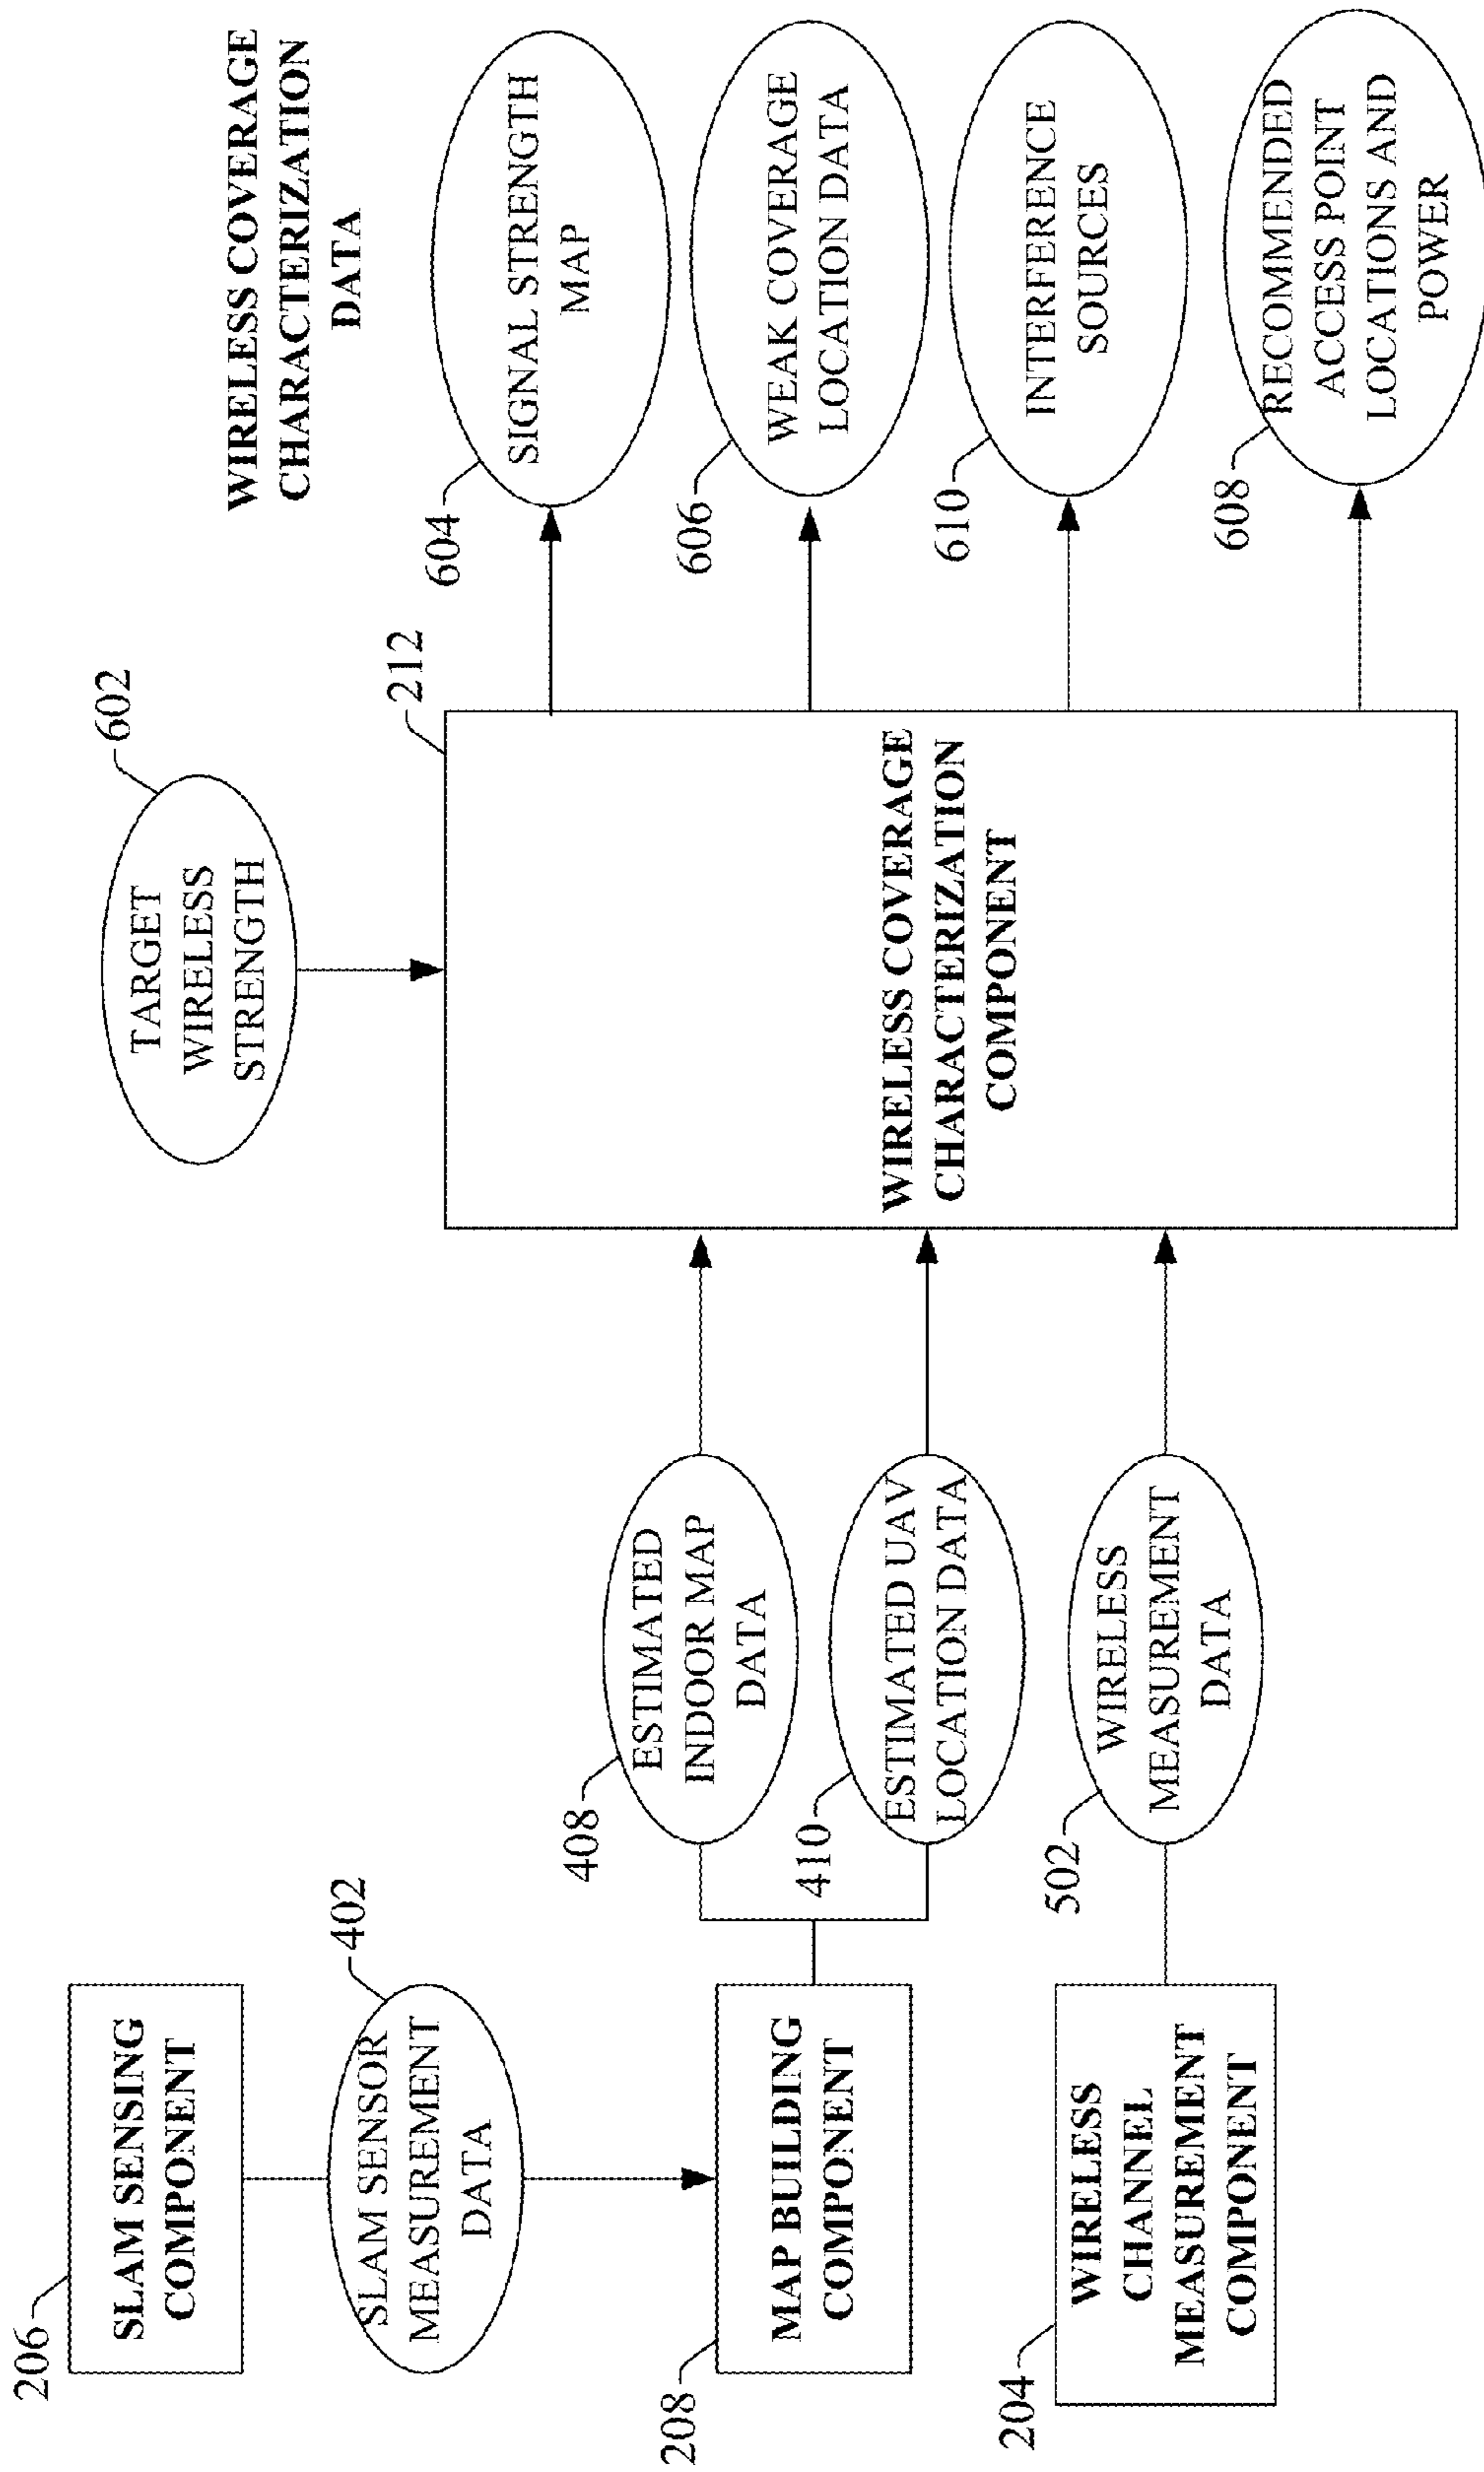 206
SLAM SENSING
COMPONENT
402
SLAM SENSOR
MEASUREMENT
DATA
208
MAP BUILDING
COMPONENT
204
WIRELESS
CHANNEL
MEASUREMENT
COMPONENT
408
ESTIMATED
INDOOR MAP
DATA
410
ESTIMATED UAV
LOCATION DATA
502
WIRELESS
MEASUREMENT
DATA
602
TARGET
WIRELESS
STRENGTH
212
WIRELESS COVERAGE
CHARACTERIZATION
COMPONENT
WIRELESS COVERAGE
CHARACTERIZATION
DATA
604
SIGNAL STRENGTH
MAP
606
WEAK COVERAGE
LOCATION DATA
610
INTERFERENCE
SOURCES
608
RECOMMENDED
ACCESS POINT
LOCATIONS AND
POWER